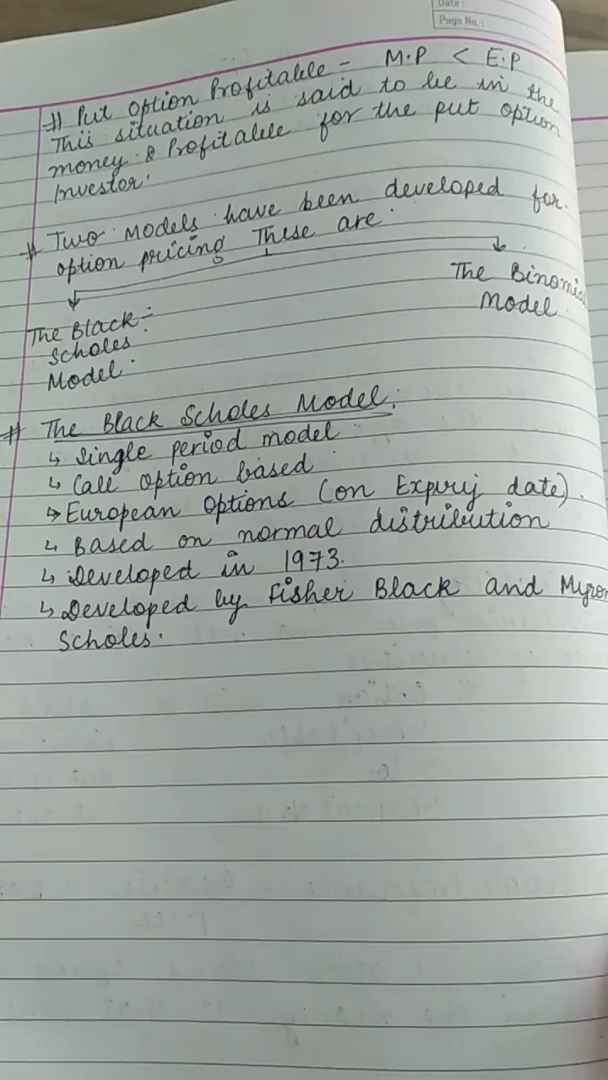 Date :
Page No. :
# Put Option Profitable - M.P < E.P
This situation is said to be in the
money & Profitable for the put option
Investor.
# Two Models have been developed for
option pricing These are
The Black-
Scholes
Model.
The Binomial
Model
# The Black Scholes Model.
↳ Single period model
↳ Call option based
↳ European Options (on Expiry date).
↳ Based on normal distribution
↳ Developed in 1973.
↳ Developed by Fisher Black and Myron
Scholes.